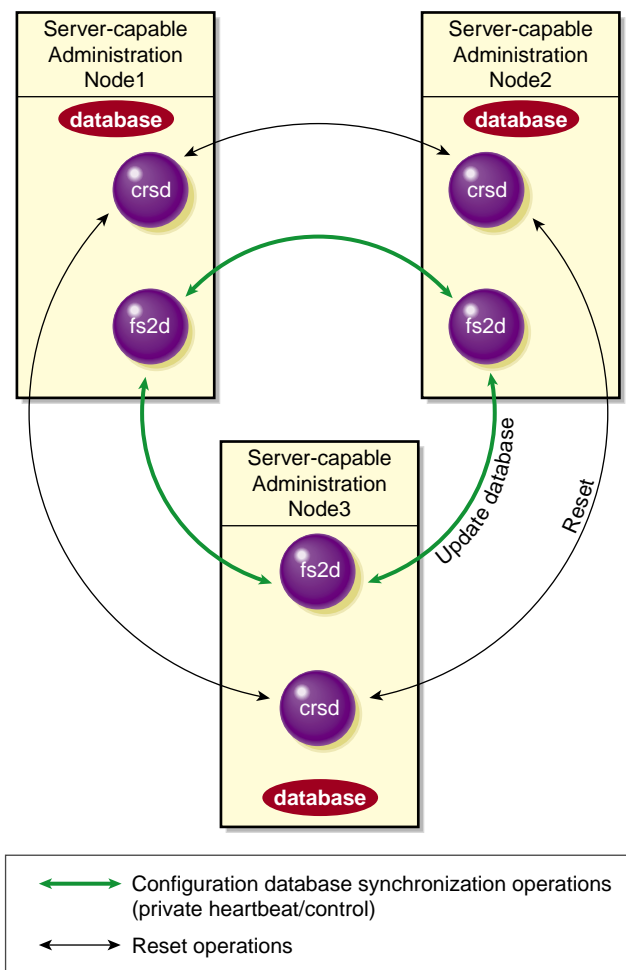 Server-capable
Administration
Node1
database
crsd
fs2d
Server-capable
Administration
Node2
database
crsd
fs2d
Update database
Reset
Server-capable
Administration
Node3
fs2d
crsd
database
Configuration database synchronization operations
(private heartbeat/control)
Reset operations